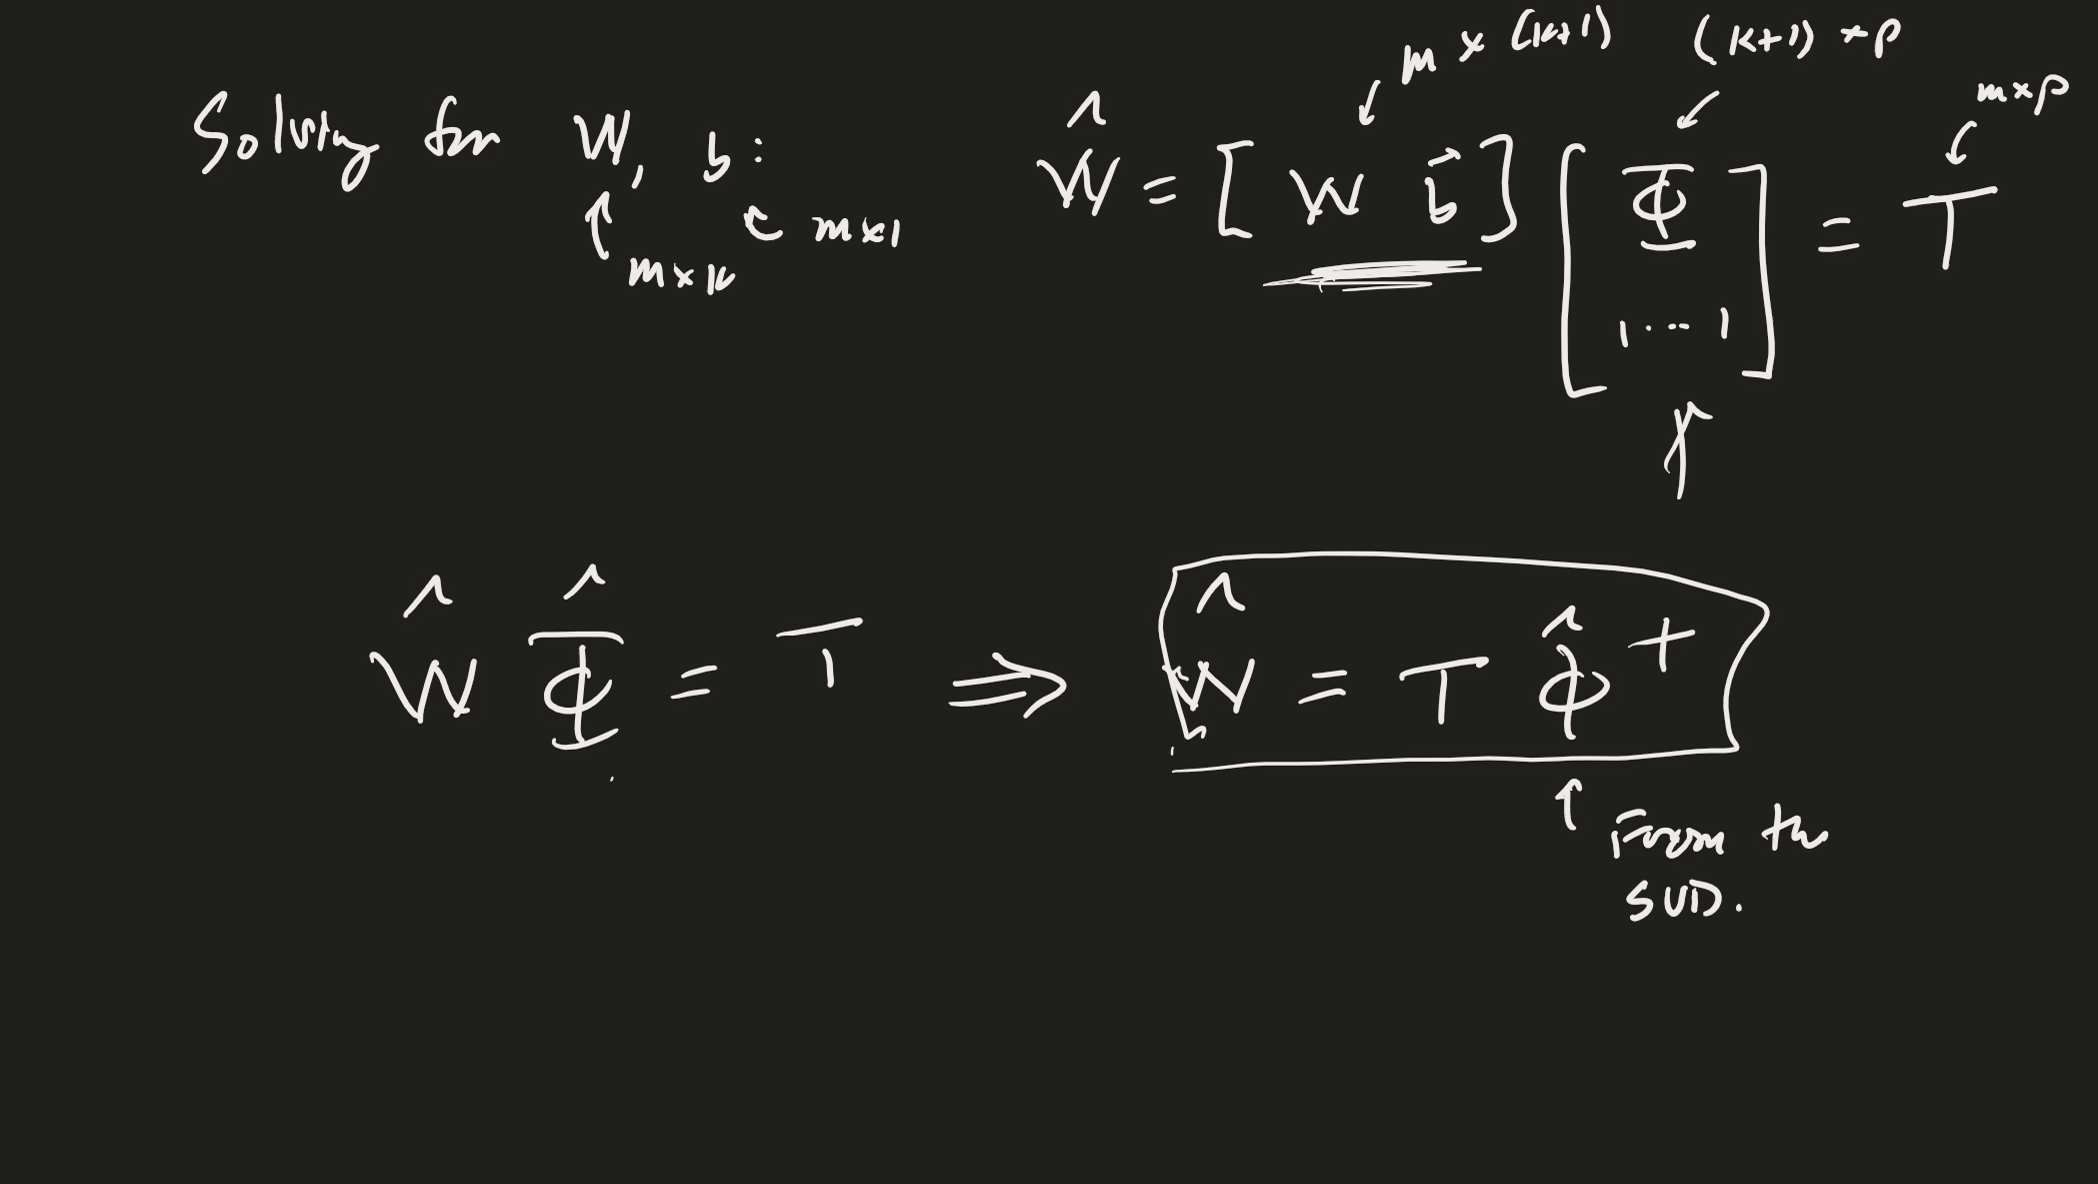 m × (k+1) (k+1) × p
m×p
Solving for W, b:
Ŵ = [ W b⃗ ] [ Φ
1 ... 1 ] = T
m×1
m×k
Ŵ Φ̂ = T ⇒ Ŵ = T Φ̂ +
From the
SVD.